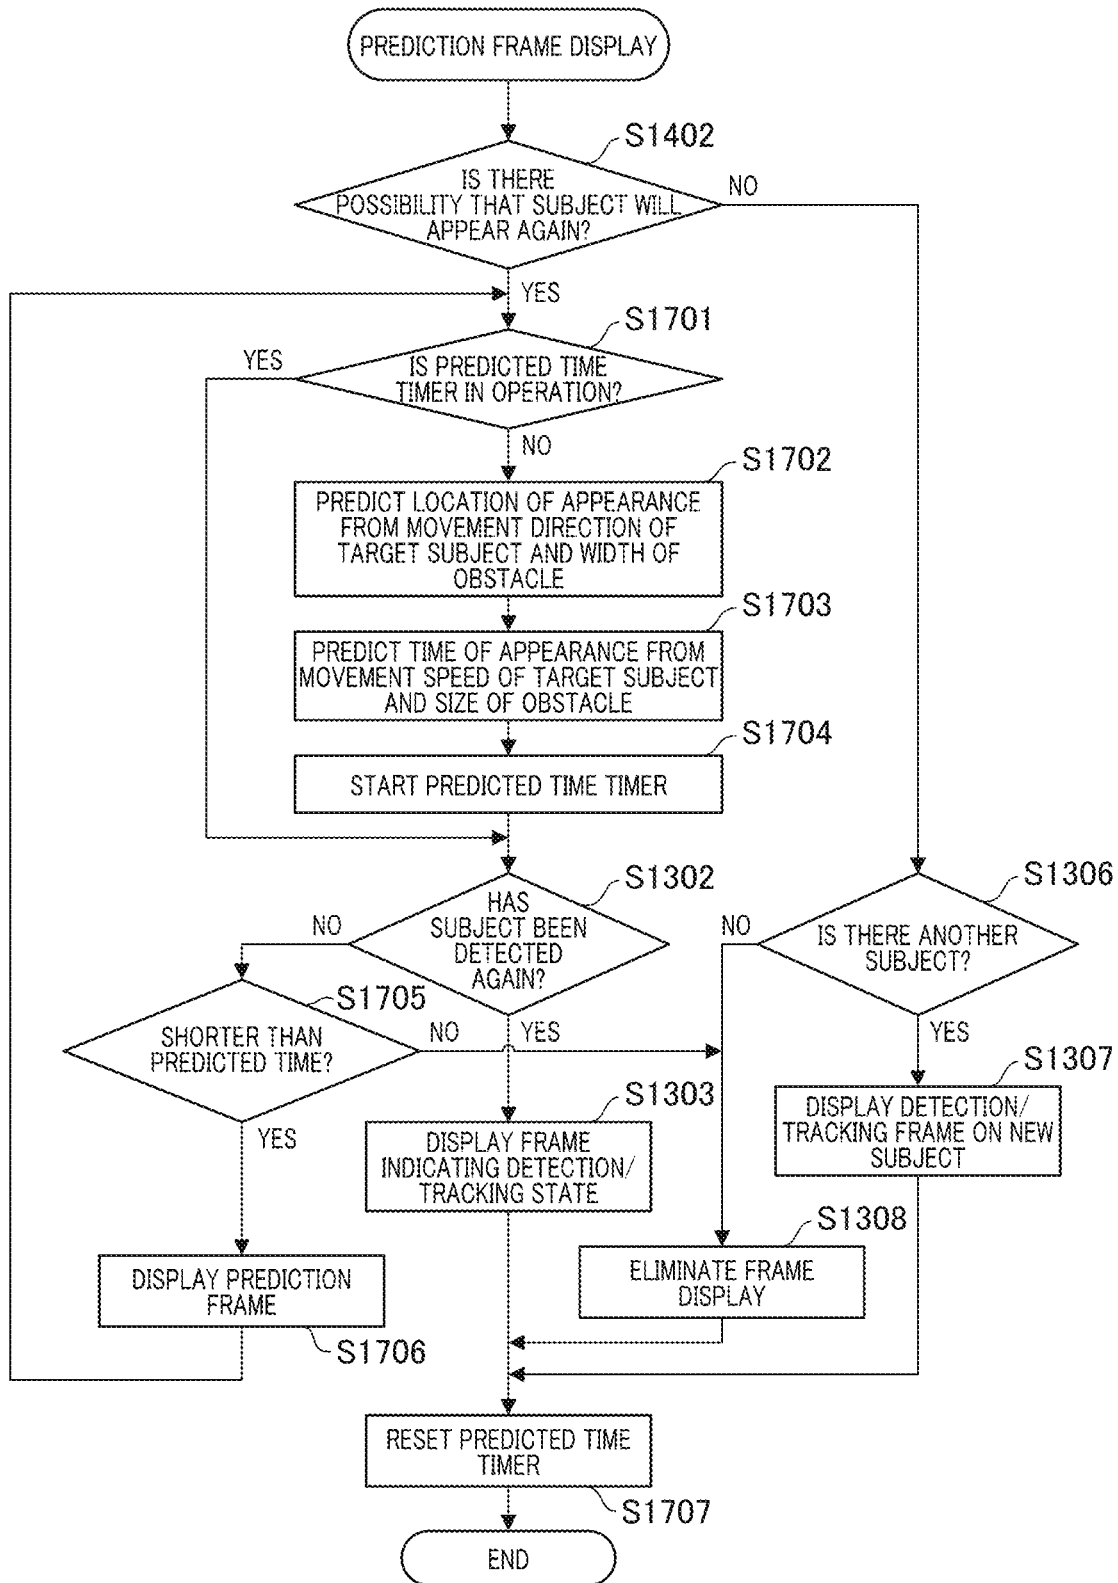 PREDICTION FRAME DISPLAY
S1402
IS THERE
POSSIBILITY THAT SUBJECT WILL
APPEAR AGAIN?
NO
YES
S1701
YES
IS PREDICTED TIME
TIMER IN OPERATION?
NO
S1702
PREDICT LOCATION OF APPEARANCE
FROM MOVEMENT DIRECTION OF
TARGET SUBJECT AND WIDTH OF
OBSTACLE
S1703
PREDICT TIME OF APPEARANCE FROM
MOVEMENT SPEED OF TARGET SUBJECT
AND SIZE OF OBSTACLE
S1704
START PREDICTED TIME TIMER
S1302
HAS
SUBJECT BEEN
DETECTED
AGAIN?
NO
YES
S1306
NO
IS THERE ANOTHER
SUBJECT?
YES
S1705
SHORTER THAN
PREDICTED TIME?
NO
YES
S1303
DISPLAY FRAME
INDICATING DETECTION/
TRACKING STATE
S1307
DISPLAY DETECTION/
TRACKING FRAME ON NEW
SUBJECT
S1308
ELIMINATE FRAME
DISPLAY
DISPLAY PREDICTION
FRAME
S1706
RESET PREDICTED TIME
TIMER
S1707
END